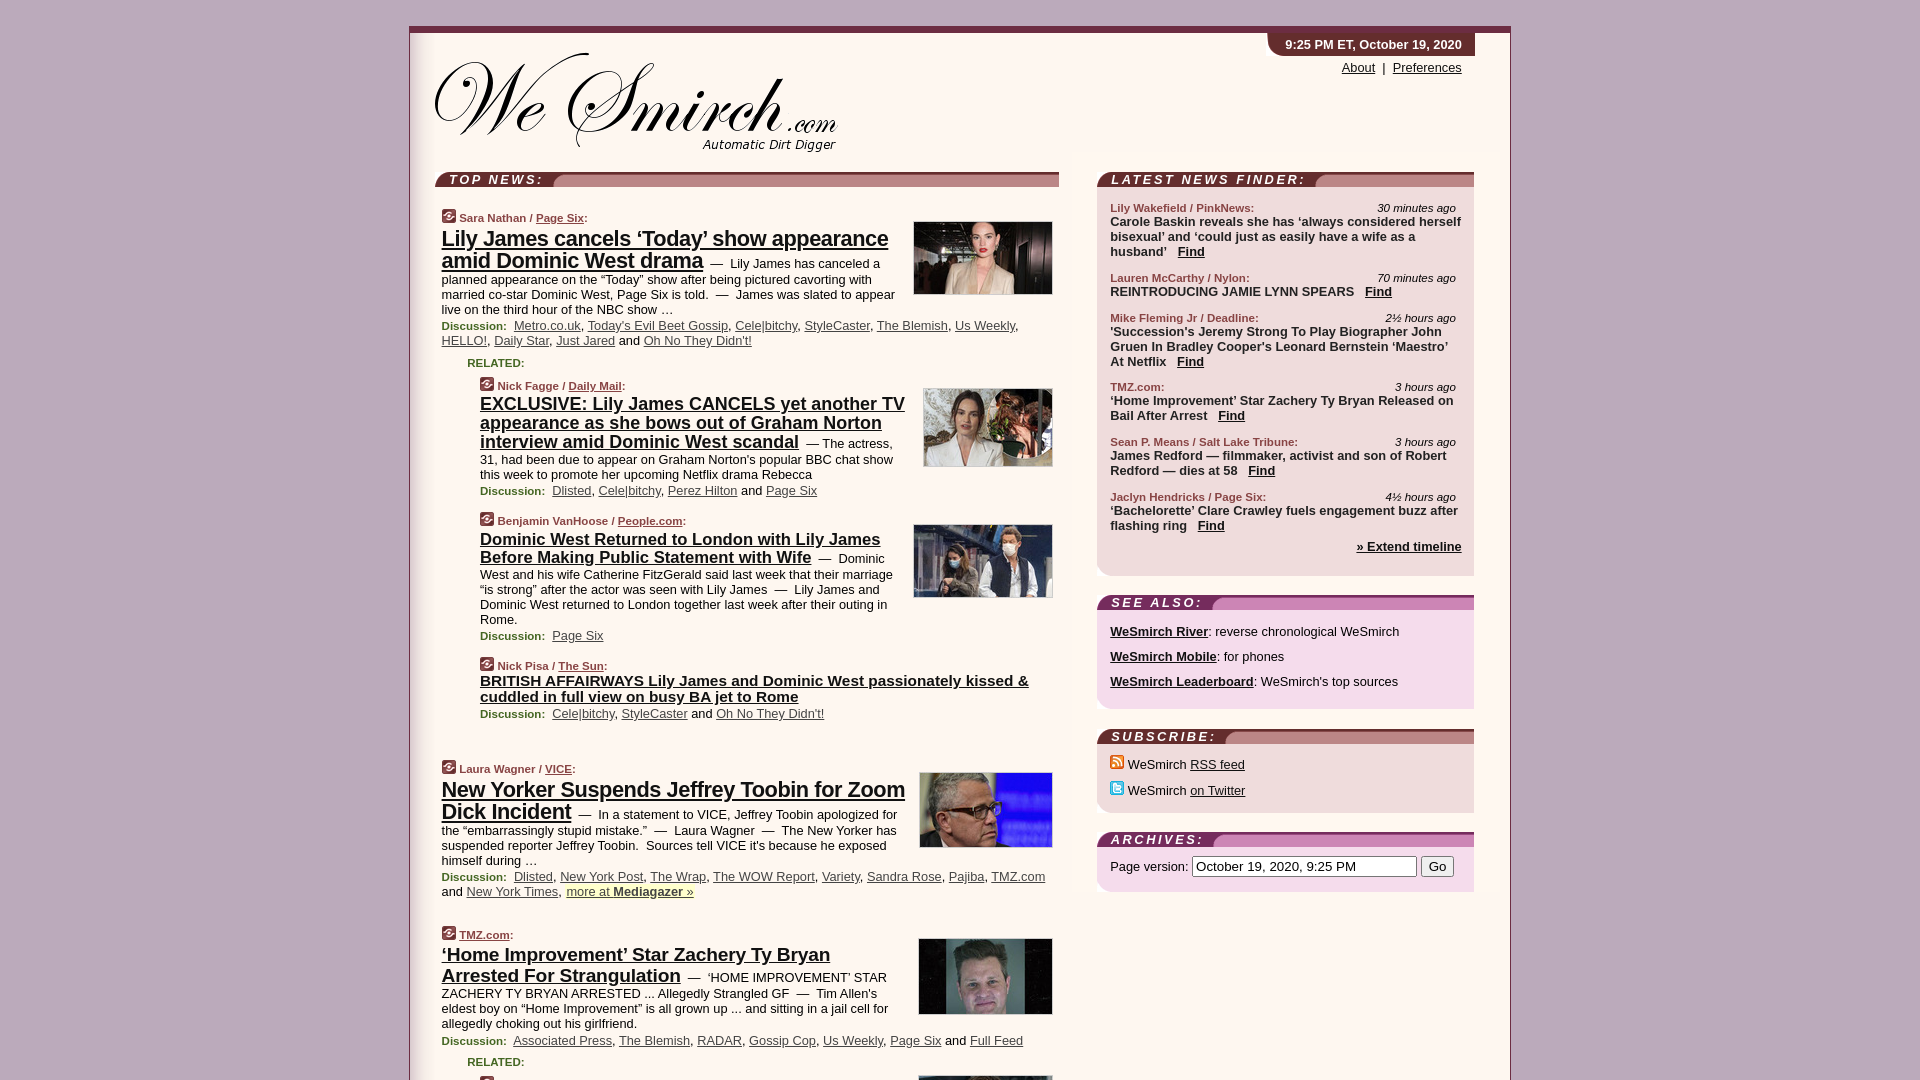 9:25 PM ET, October 19, 2020
About | Preferences
We Smirch .com
Automatic Dirt Digger
TOP NEWS:
Sara Nathan / Page Six:
Lily James cancels ‘Today’ show appearance
amid Dominic West drama — Lily James has canceled a
planned appearance on the “Today” show after being pictured cavorting with
married co-star Dominic West, Page Six is told. — James was slated to appear
live on the third hour of the NBC show …
Discussion: Metro.co.uk, Today's Evil Beet Gossip, Cele|bitchy, StyleCaster, The Blemish, Us Weekly,
HELLO!, Daily Star, Just Jared and Oh No They Didn't!
RELATED:
Nick Fagge / Daily Mail:
EXCLUSIVE: Lily James CANCELS yet another TV
appearance as she bows out of Graham Norton
interview amid Dominic West scandal — The actress,
31, had been due to appear on Graham Norton's popular BBC chat show
this week to promote her upcoming Netflix drama Rebecca
Discussion: Dlisted, Cele|bitchy, Perez Hilton and Page Six
Benjamin VanHoose / People.com:
Dominic West Returned to London with Lily James
Before Making Public Statement with Wife — Dominic
West and his wife Catherine FitzGerald said last week that their marriage
“is strong” after the actor was seen with Lily James — Lily James and
Dominic West returned to London together last week after their outing in
Rome.
Discussion: Page Six
Nick Pisa / The Sun:
BRITISH AFFAIRWAYS Lily James and Dominic West passionately kissed &
cuddled in full view on busy BA jet to Rome
Discussion: Cele|bitchy, StyleCaster and Oh No They Didn't!
Laura Wagner / VICE:
New Yorker Suspends Jeffrey Toobin for Zoom
Dick Incident — In a statement to VICE, Jeffrey Toobin apologized for
the “embarrassingly stupid mistake.” — Laura Wagner — The New Yorker has
suspended reporter Jeffrey Toobin. Sources tell VICE it's because he exposed
himself during …
Discussion: Dlisted, New York Post, The Wrap, The WOW Report, Variety, Sandra Rose, Pajiba, TMZ.com
and New York Times, more at Mediagazer »
TMZ.com:
‘Home Improvement’ Star Zachery Ty Bryan
Arrested For Strangulation — ‘HOME IMPROVEMENT’ STAR
ZACHERY TY BRYAN ARRESTED ... Allegedly Strangled GF — Tim Allen's
eldest boy on “Home Improvement” is all grown up ... and sitting in a jail cell for
allegedly choking out his girlfriend.
Discussion: Associated Press, The Blemish, RADAR, Gossip Cop, Us Weekly, Page Six and Full Feed
RELATED:
LATEST NEWS FINDER:
Lily Wakefield / PinkNews: 30 minutes ago
Carole Baskin reveals she has ‘always considered herself
bisexual’ and ‘could just as easily have a wife as a
husband’ Find
Lauren McCarthy / Nylon: 70 minutes ago
REINTRODUCING JAMIE LYNN SPEARS Find
Mike Fleming Jr / Deadline: 2½ hours ago
'Succession's Jeremy Strong To Play Biographer John
Gruen In Bradley Cooper's Leonard Bernstein ‘Maestro’
At Netflix Find
TMZ.com: 3 hours ago
‘Home Improvement’ Star Zachery Ty Bryan Released on
Bail After Arrest Find
Sean P. Means / Salt Lake Tribune: 3 hours ago
James Redford — filmmaker, activist and son of Robert
Redford — dies at 58 Find
Jaclyn Hendricks / Page Six: 4½ hours ago
‘Bachelorette’ Clare Crawley fuels engagement buzz after
flashing ring Find
» Extend timeline
SEE ALSO:
WeSmirch River: reverse chronological WeSmirch
WeSmirch Mobile: for phones
WeSmirch Leaderboard: WeSmirch's top sources
SUBSCRIBE:
WeSmirch RSS feed
WeSmirch on Twitter
ARCHIVES:
Page version: October 19, 2020, 9:25 PM Go